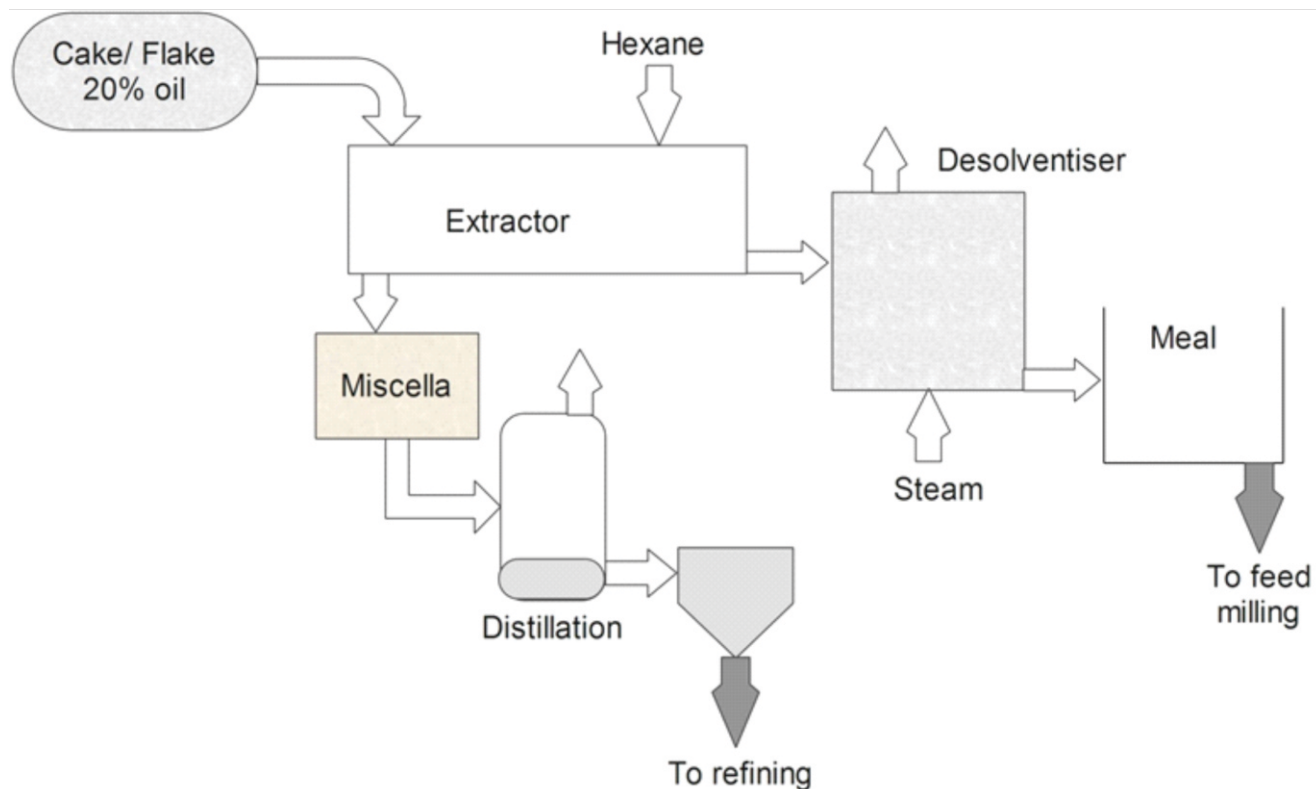 Cake/ Flake
20% oil
Hexane
Desolventiser
Extractor
Meal
Miscella
Steam
To feed
milling
Distillation
To refining